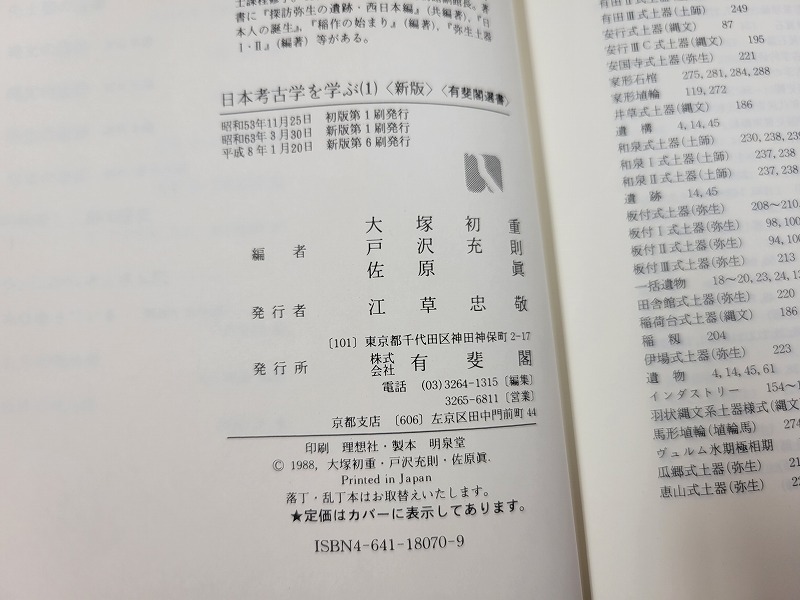 書に『探訪弥生の遺跡・西日本編』(共編著)、『日
本人の誕生』、『稲作の始まり』(編著)、『弥生土器
I・II』(編著)等がある。
日本考古学を学ぶ(1)〈新版〉〈有斐閣選書〉
昭和53年11月25日 初版第1刷発行
昭和63年3月30日 新版第1刷発行
平成8年1月20日 新版第6刷発行
大塚初重
編者 戸沢充則
佐原眞
発行者 江草忠敬
〔101〕東京都千代田区神田神保町2-17
発行所 株式会社 有斐閣
電話 (03)3264-1315〔編集〕
3265-6811〔営業〕
京都支店〔606〕左京区田中門前町44
印刷 理想社・製本 明泉堂
© 1988, 大塚初重・戸沢充則・佐原眞.
Printed in Japan
落丁・乱丁本はお取替えいたします。
★定価はカバーに表示してあります。
ISBN4-641-18070-9
有田III式土器(土師) 249
安行式土器(縄文) 87
安行IIIC式土器(縄文) 195
安国寺式土器(弥生) 221
家形石棺 275, 281, 284, 288
家形埴輪 119, 272
井草式土器(縄文) 186
遺構 4, 14, 45
和泉式土器(土師) 230, 238, 239
和泉I式土器(土師) 237, 238
和泉II式土器(土師) 237, 238
遺跡 14, 45
板付式土器(弥生) 208〜210,
板付I式土器(弥生) 98, 100
板付II式土器(弥生) 94, 100
板付III式土器(弥生) 213
一括遺物 18〜20, 23, 24,
田舎館式土器(弥生) 220
稲荷台式土器(縄文) 186
稲籾 204
伊場式土器(弥生) 223
遺物 4, 14, 45, 61
インダストリー 154〜
羽状縄文系土器様式(縄文)
馬形埴輪(埴輪馬) 274
ヴュルム氷期極相期
瓜郷式土器(弥生)
恵山式土器(弥生)